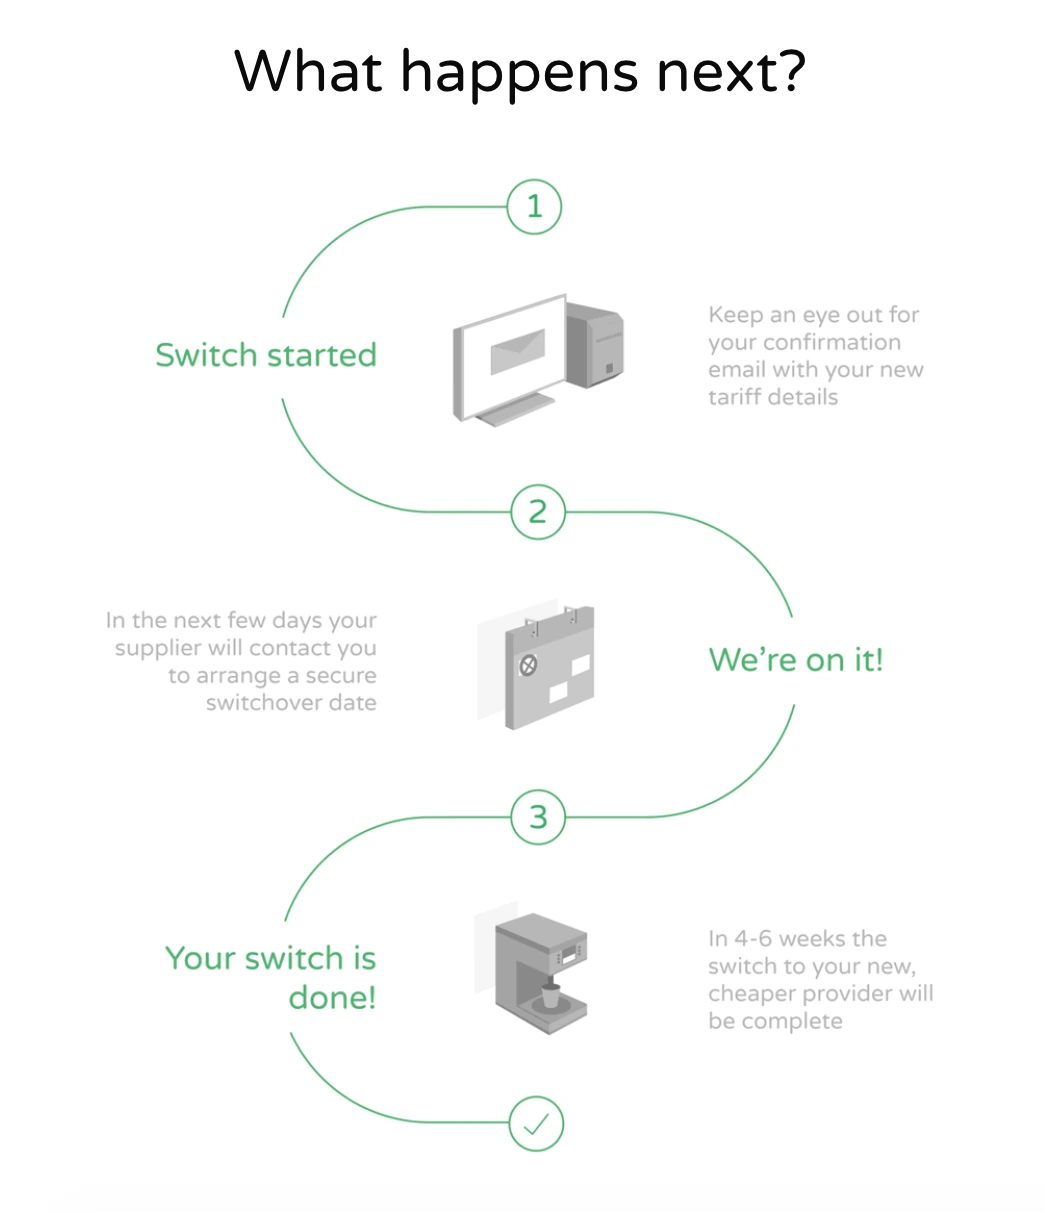 What happens next?
1
Switch started
Keep an eye out for
your confirmation
email with your new
tariff details
2
We’re on it!
In the next few days your
supplier will contact you
to arrange a secure
switchover date
3
Your switch is
done!
In 4-6 weeks the
switch to your new,
cheaper provider will
be complete